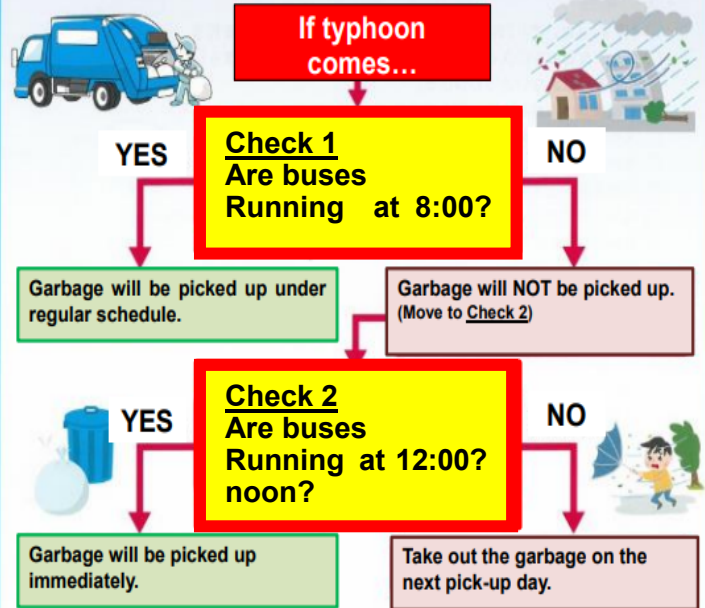 If typhoon
comes…
YES
Check 1
Are buses
Running at 8:00?
NO
Garbage will be picked up under
regular schedule.
Garbage will NOT be picked up.
(Move to Check 2)
YES
Check 2
Are buses
Running at 12:00?
noon?
NO
Garbage will be picked up
immediately.
Take out the garbage on the
next pick-up day.